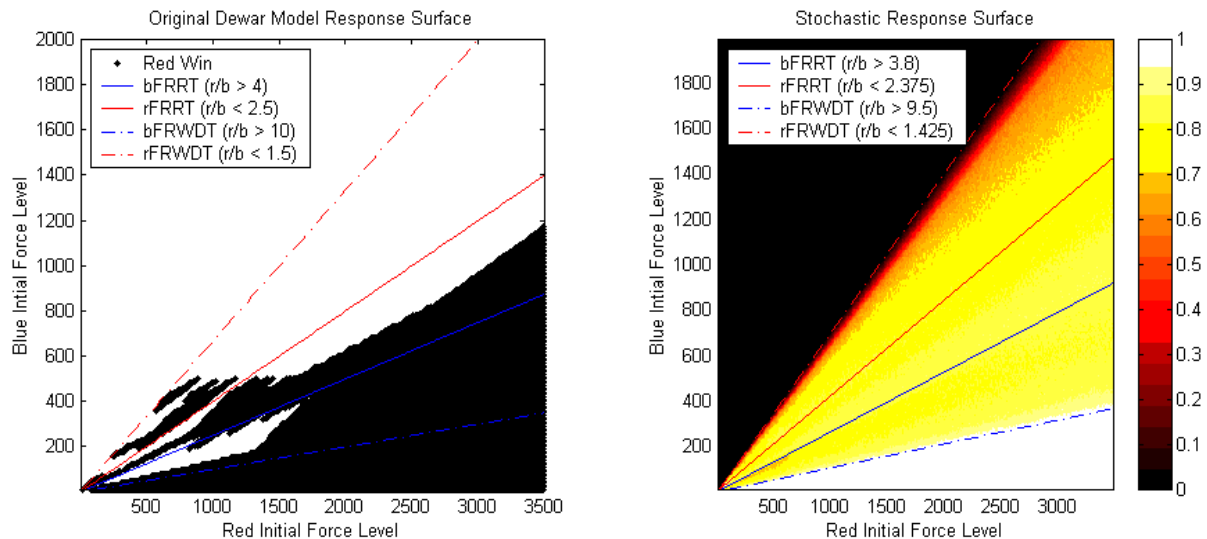 Original Dewar Model Response Surface
2000
1800
1600
1400
1200
1000
800
600
400
200
Blue Intial Force Level
Red Win
bFRRT (r/b > 4)
rFRRT (r/b < 2.5)
bFRWDT (r/b > 10)
rFRWDT (r/b < 1.5)
500 1000 1500 2000 2500 3000 3500
Red Initial Force Level
Stochastic Response Surface
1800
1600
1400
1200
1000
800
600
400
200
Blue Intial Force Level
bFRRT (r/b > 3.8)
rFRRT (r/b < 2.375)
bFRWDT (r/b > 9.5)
rFRWDT (r/b < 1.425)
500 1000 1500 2000 2500 3000
Red Initial Force Level
1
0.9
0.8
0.7
0.6
0.5
0.4
0.3
0.2
0.1
0